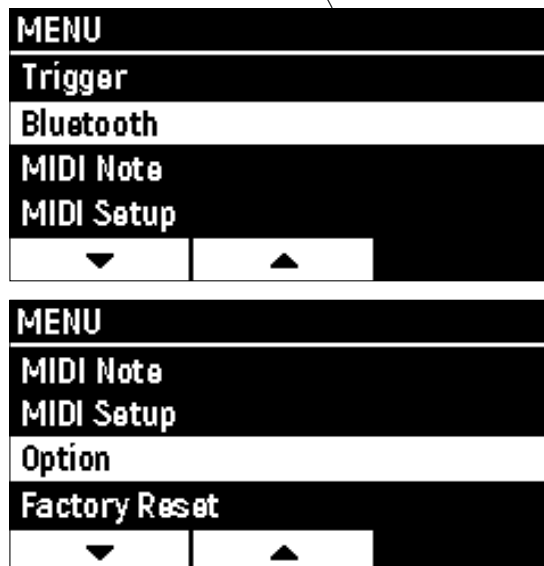 MENU
Trigger
Bluetooth
MIDI Note
MIDI Setup
MENU
MIDI Note
MIDI Setup
Option
Factory Reset